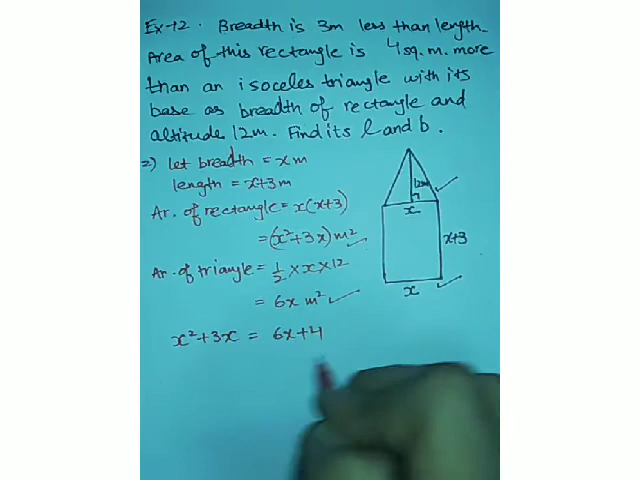 Ex-12. Breadth is 3m less than length.
Area of this rectangle is 4 sq. m. more
than an isoceles triangle with its
base as breadth of rectangle and
altitude 12m. Find its l and b.
2) let breadth = x m
length = x+3 m
Ar. of rectangle = x(x+3)
= (x²+3x) m²
Ar. of triangle = 1/2 × x × 12
= 6x m²
x²+3x = 6x+4
12m
x
x+3
x